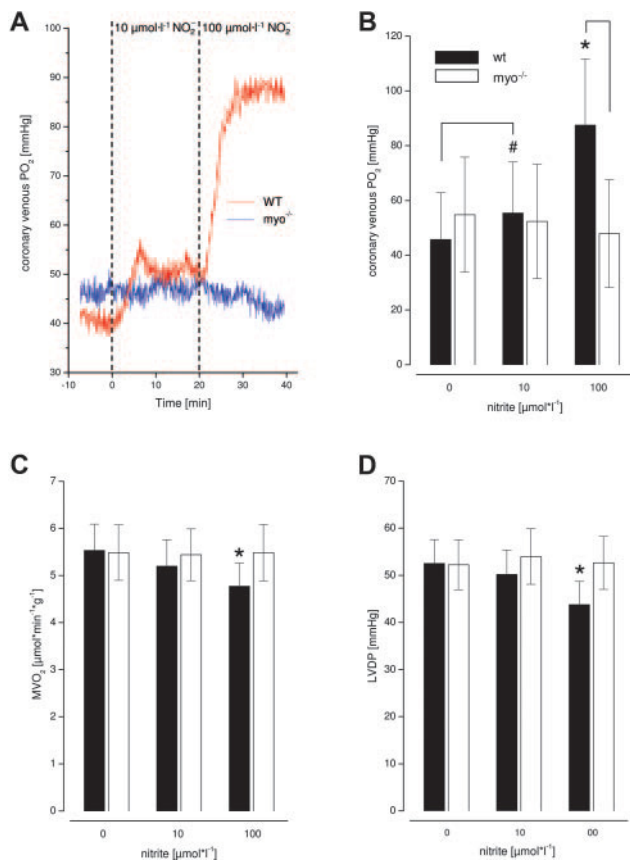 A
10 µmol·l⁻¹ NO₂⁻ 100 µmol·l⁻¹ NO₂⁻
coronary venous PO₂ [mmHg]
100
90
80
70
60
50
40
30
WT
myo⁻/⁻
-10 0 10 20 30 40
Time [min]
B
wt
myo⁻/⁻
coronary venous PO₂ [mmHg]
120
100
80
60
40
20
0
*
#
0 10 100
nitrite [µmol*l⁻¹]
C
MVO₂ [µmol*min⁻¹*g⁻¹]
7
6
5
4
3
2
1
0
*
0 10 100
nitrite [µmol*l⁻¹]
D
LVDP [mmHg]
70
60
50
40
30
20
10
0
*
0 10 00
nitrite [µmol*l⁻¹]